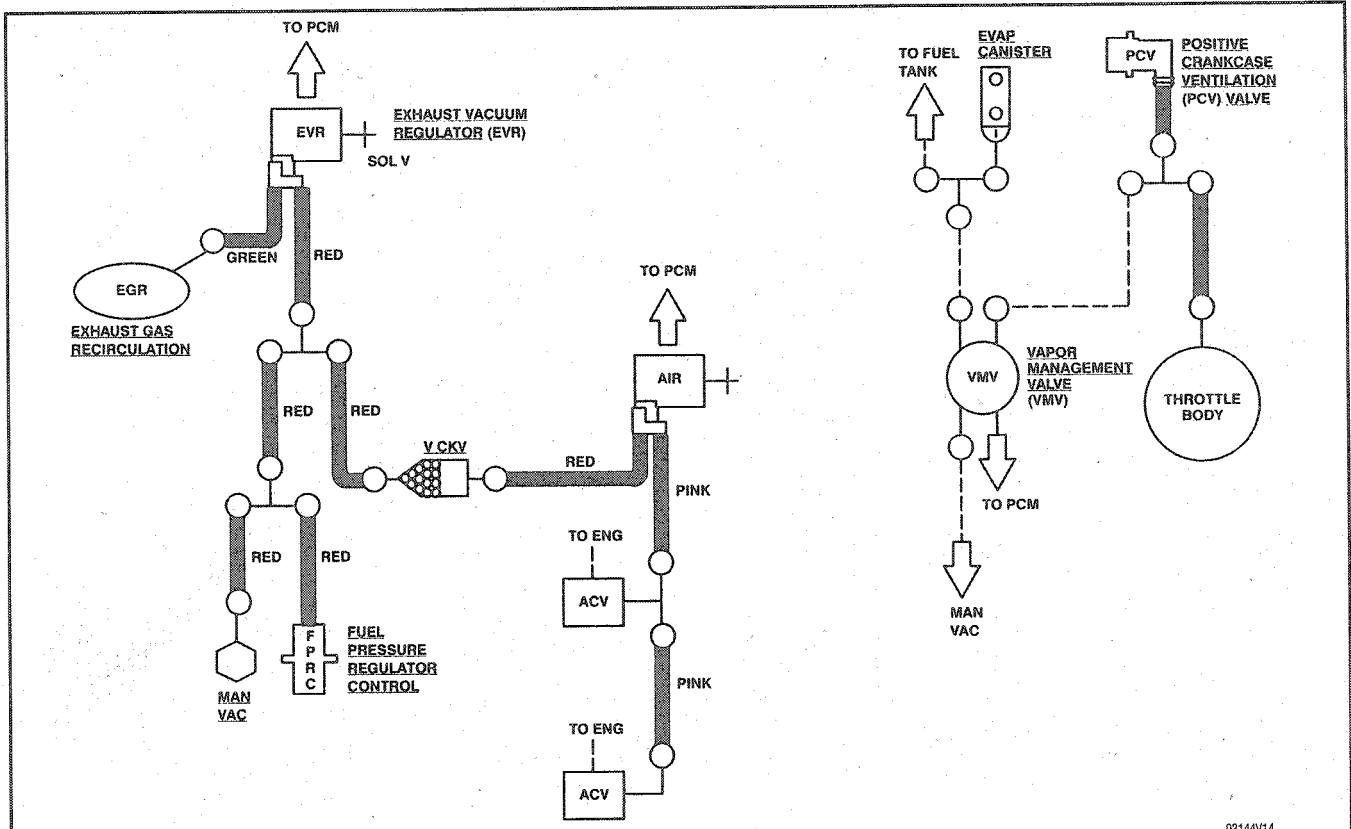 TO PCM
EVR
EXHAUST VACUUM
REGULATOR (EVR)
SOL V
GREEN
RED
EGR
EXHAUST GAS
RECIRCULATION
RED
RED
V CKV
RED
TO PCM
AIR
PINK
RED
RED
MAN
VAC
F
P
R
C
FUEL
PRESSURE
REGULATOR
CONTROL
TO ENG
ACV
PINK
TO ENG
ACV
TO FUEL
TANK
EVAP
CANISTER
PCV
POSITIVE
CRANKCASE
VENTILATION
(PCV) VALVE
VMV
VAPOR
MANAGEMENT
VALVE
(VMV)
TO PCM
MAN
VAC
THROTTLE
BODY
93144V14